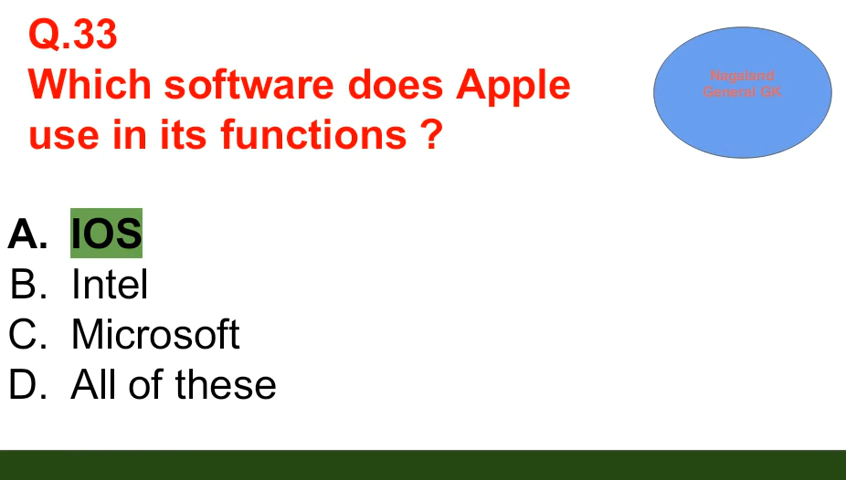 Q.33
Which software does Apple
use in its functions ?
Nagaland
General GK
A. IOS
B. Intel
C. Microsoft
D. All of these